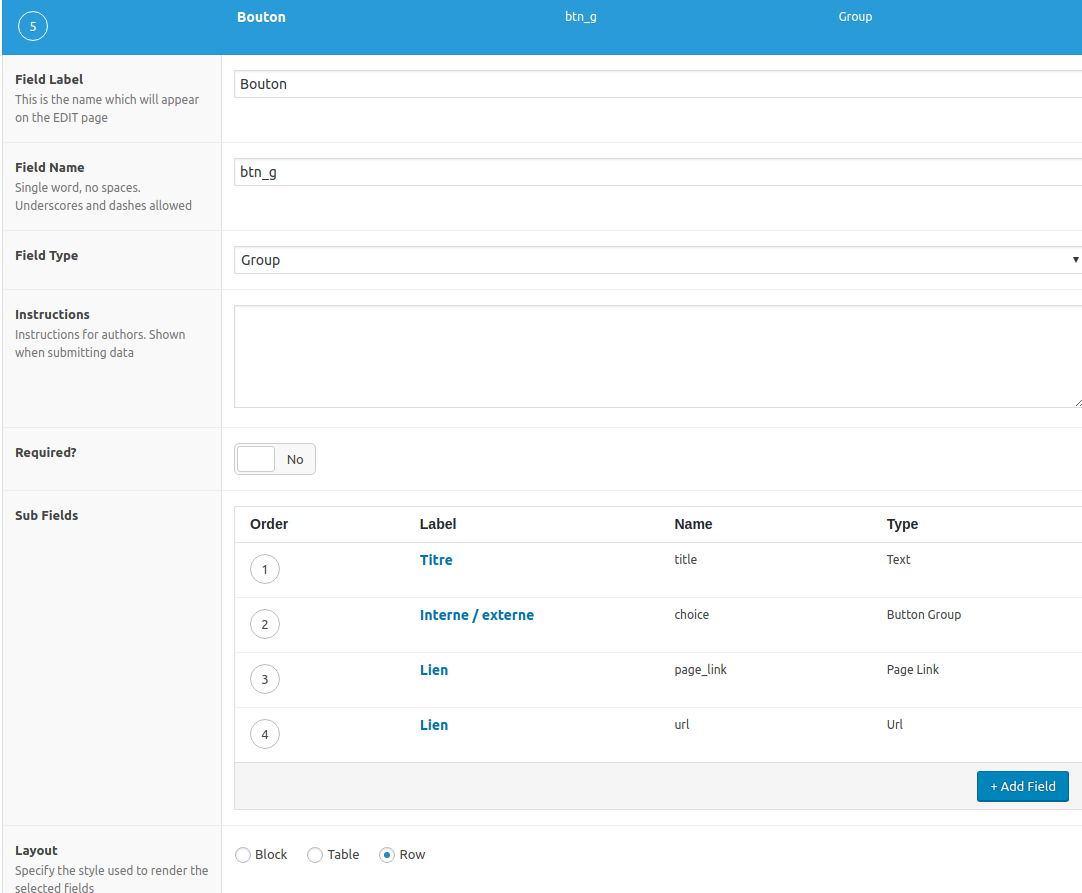 5 Bouton btn_g Group
Field Label
This is the name which will appear
on the EDIT page
Bouton
Field Name
Single word, no spaces.
Underscores and dashes allowed
btn_g
Field Type
Group
Instructions
Instructions for authors. Shown
when submitting data
Required?
No
Sub Fields
Order Label Name Type
1 Titre title Text
2 Interne / externe choice Button Group
3 Lien page_link Page Link
4 Lien url Url
+ Add Field
Layout
Specify the style used to render the
selected fields
Block Table Row